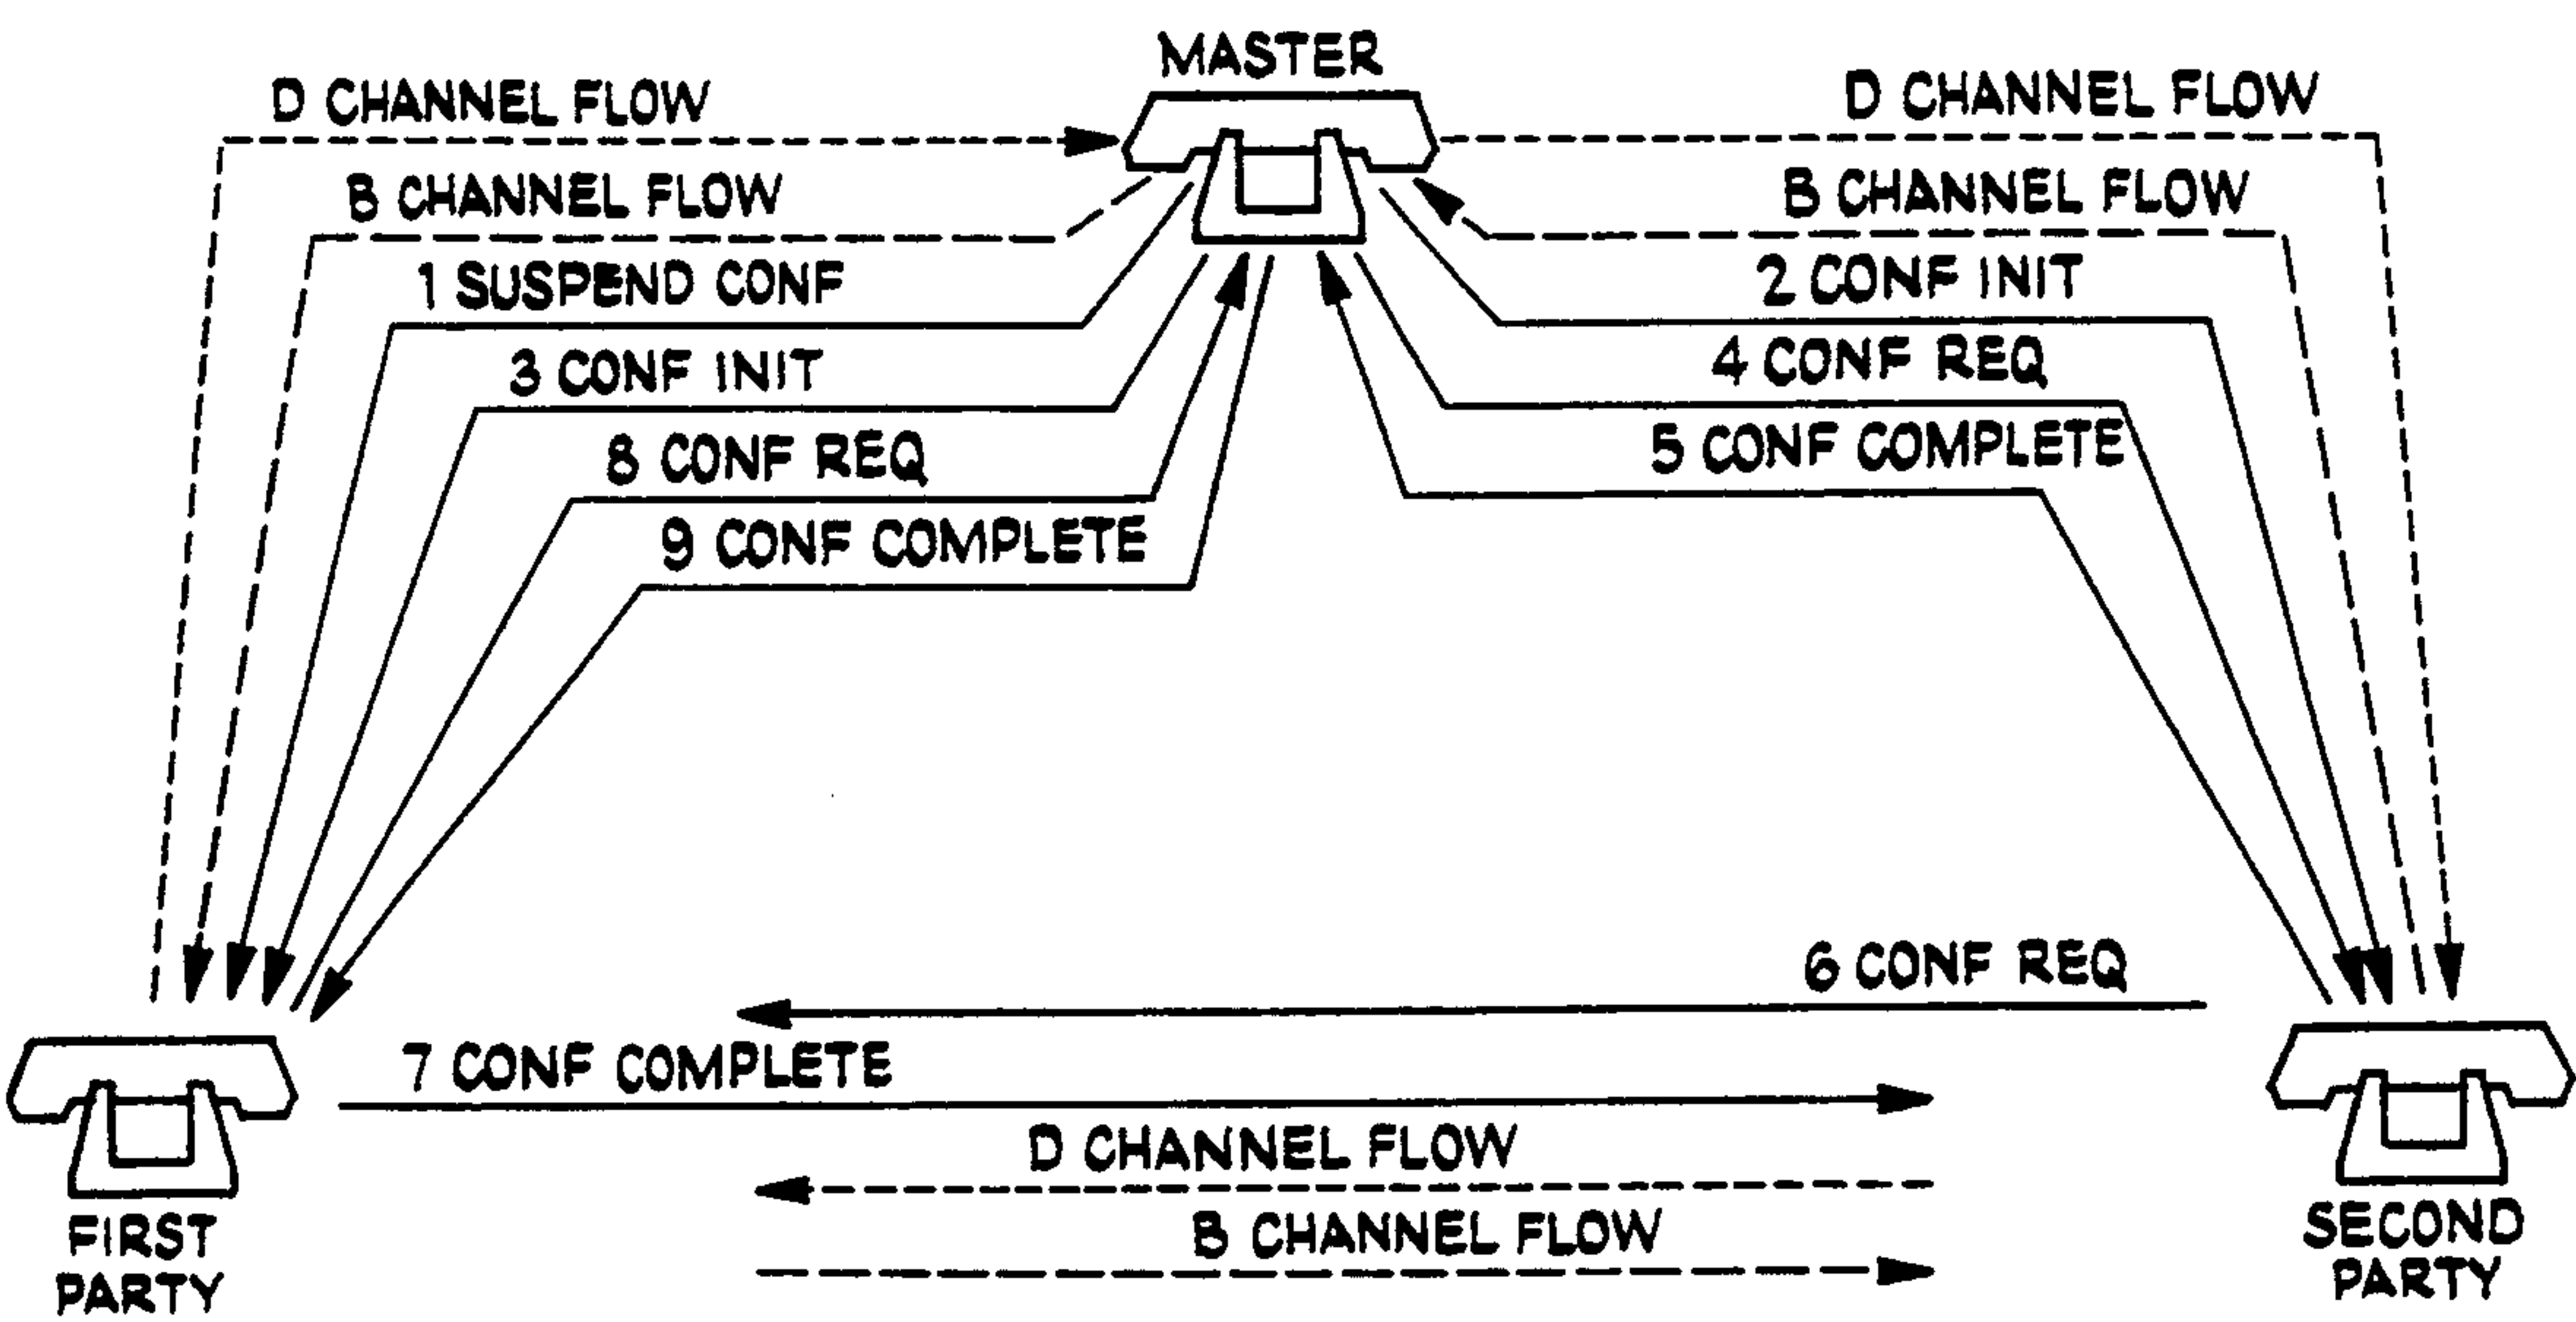 MASTER
D CHANNEL FLOW
D CHANNEL FLOW
B CHANNEL FLOW
B CHANNEL FLOW
1 SUSPEND CONF
2 CONF INIT
3 CONF INIT
4 CONF REQ
8 CONF REQ
5 CONF COMPLETE
9 CONF COMPLETE
6 CONF REQ
7 CONF COMPLETE
D CHANNEL FLOW
B CHANNEL FLOW
FIRST
PARTY
SECOND
PARTY